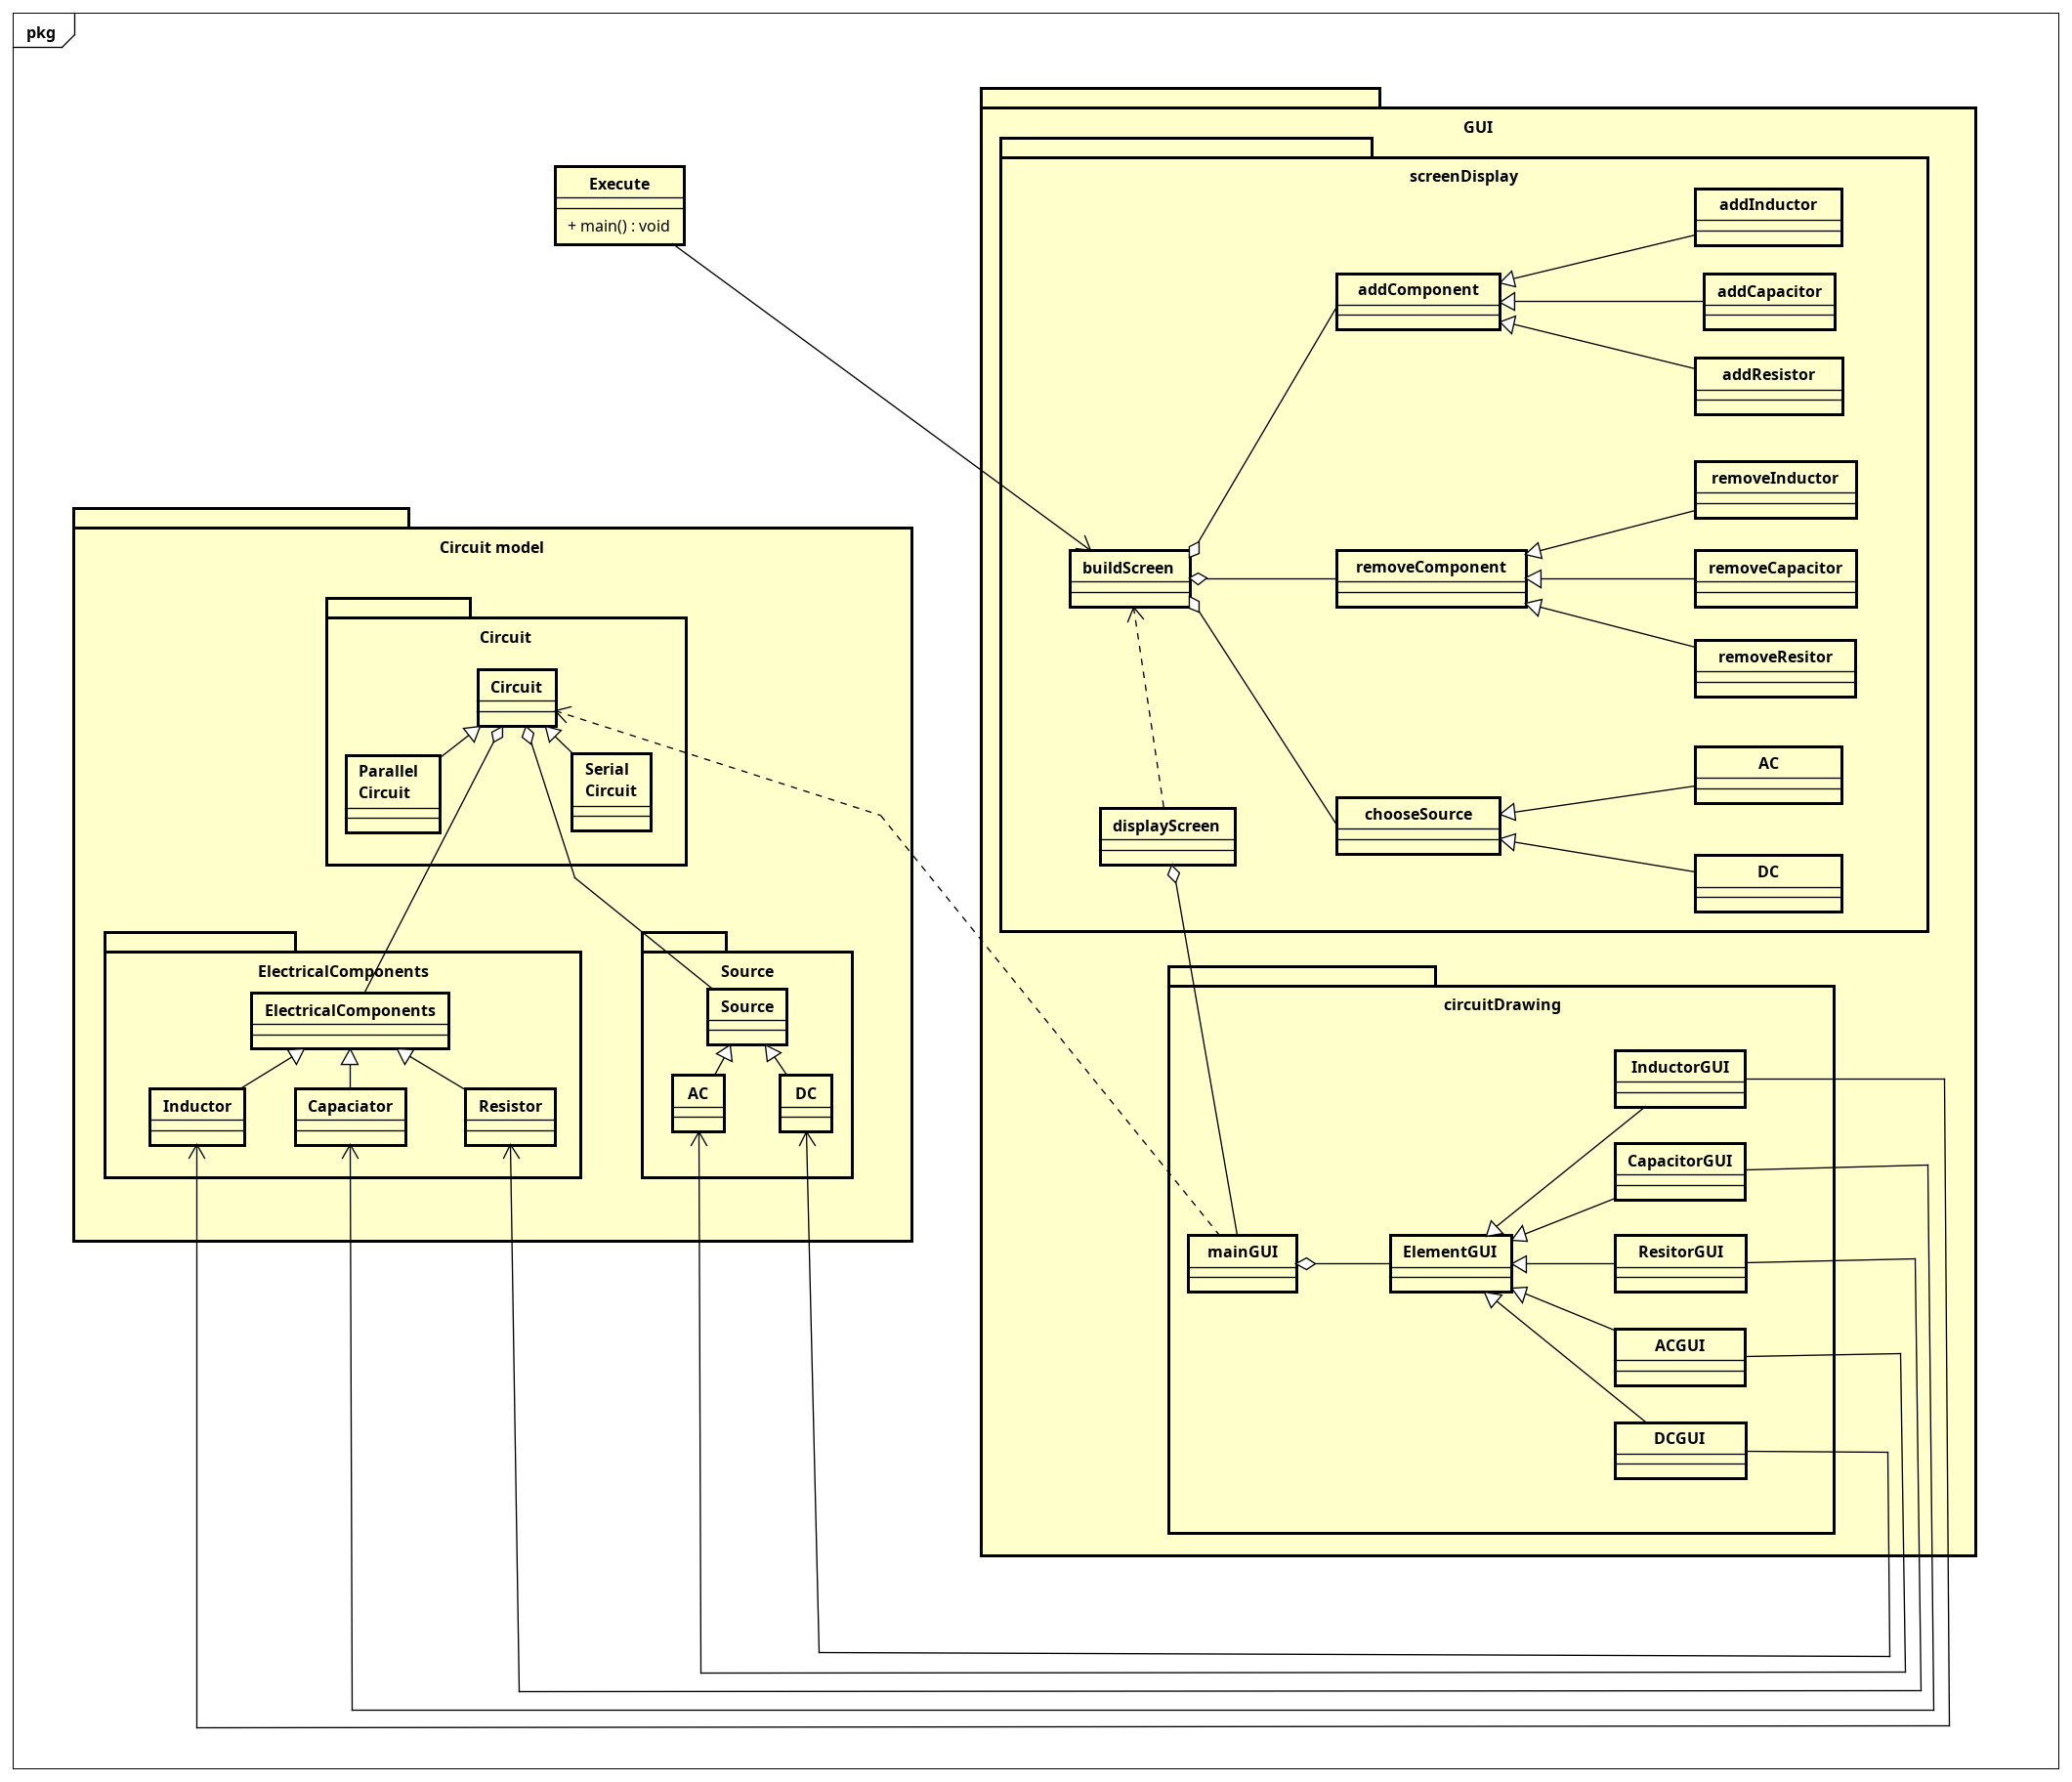 pkg
GUI
screenDisplay
Execute
+ main() : void
addInductor
addComponent
addCapacitor
addResistor
removeInductor
buildScreen
removeComponent
removeCapacitor
removeResitor
AC
displayScreen
chooseSource
DC
Circuit model
Circuit
Circuit
Parallel
Circuit
Serial
Circuit
ElectricalComponents
ElectricalComponents
Inductor
Capaciator
Resistor
Source
Source
AC
DC
circuitDrawing
InductorGUI
CapacitorGUI
mainGUI
ElementGUI
ResitorGUI
ACGUI
DCGUI